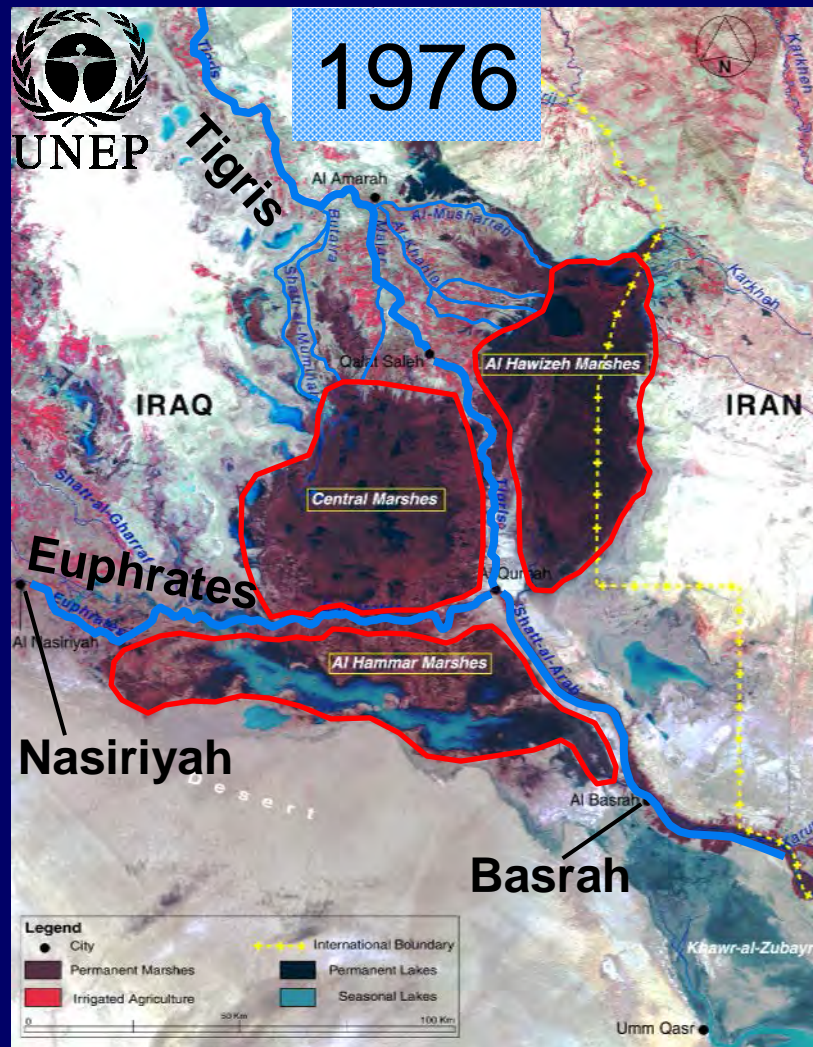 1976
UNEP
Tigris
Tigris
Al Amarah
Al-Musharrah
Al-Kahla
Majar
Butaira
Karkheh
Karkheh
Qalat Saleh
Al Hawizeh Marshes
IRAQ
IRAN
Central Marshes
Tigris
Shatt-al-Gharraf
Euphrates
Euphrates
Al Qurnah
Shatt-al-Arab
Al Nasiriyah
Al Hammar Marshes
Nasiriyah
Desert
Al Basrah
Basrah
Khawr-al-Zubayr
Umm Qasr
N
Legend
City
International Boundary
Permanent Marshes
Permanent Lakes
Irrigated Agriculture
Seasonal Lakes
0 50 Km 100 Km